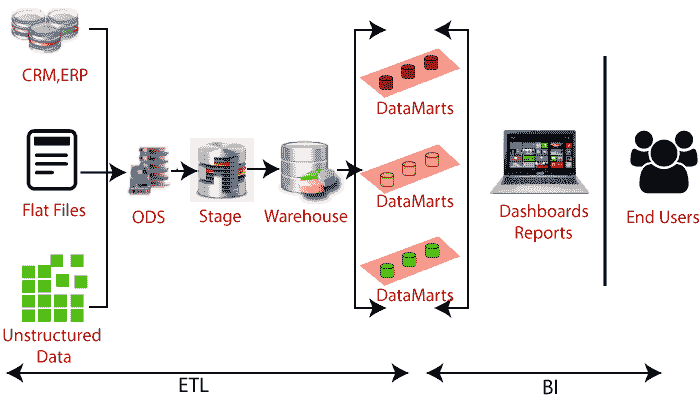 CRM,ERP
Flat Files
Unstructured
Data
ODS
Stage
Warehouse
DataMarts
DataMarts
DataMarts
Dashboards
Reports
End Users
ETL
BI